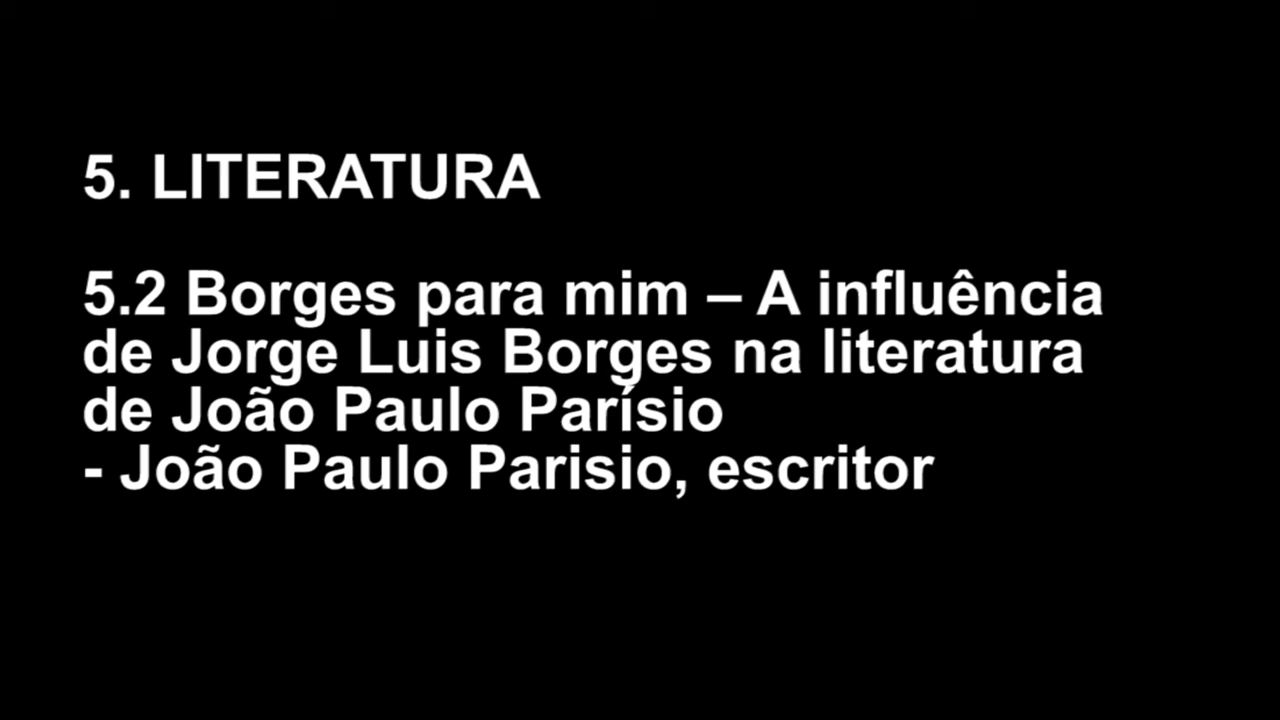 5. LITERATURA
5.2 Borges para mim – A influência
de Jorge Luis Borges na literatura
de João Paulo Parísio
- João Paulo Parisio, escritor